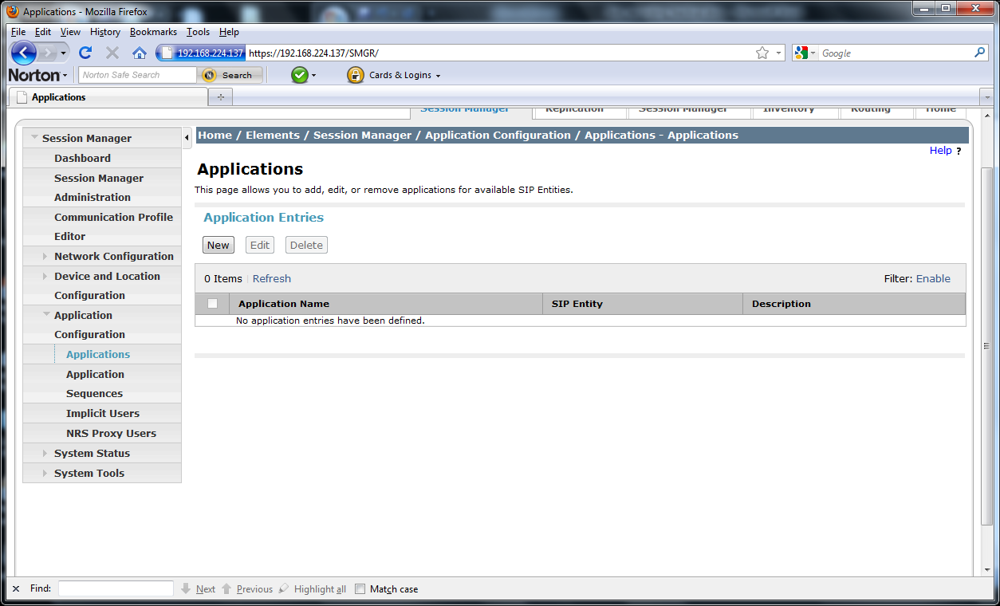 Applications - Mozilla Firefox
File Edit View History Bookmarks Tools Help
192.168.224.137 https://192.168.224.137/SMGR/ Google
Norton Norton Safe Search Search Cards & Logins
Applications
Session Manager Replication Session Manager Inventory Routing Home
Session Manager
Dashboard
Session Manager
Administration
Communication Profile
Editor
Network Configuration
Device and Location
Configuration
Application
Configuration
Applications
Application
Sequences
Implicit Users
NRS Proxy Users
System Status
System Tools
Home / Elements / Session Manager / Application Configuration / Applications - Applications
Help ?
Applications
This page allows you to add, edit, or remove applications for available SIP Entities.
Application Entries
New Edit Delete
0 Items Refresh Filter: Enable
Application Name SIP Entity Description
No application entries have been defined.
Find: Next Previous Highlight all Match case